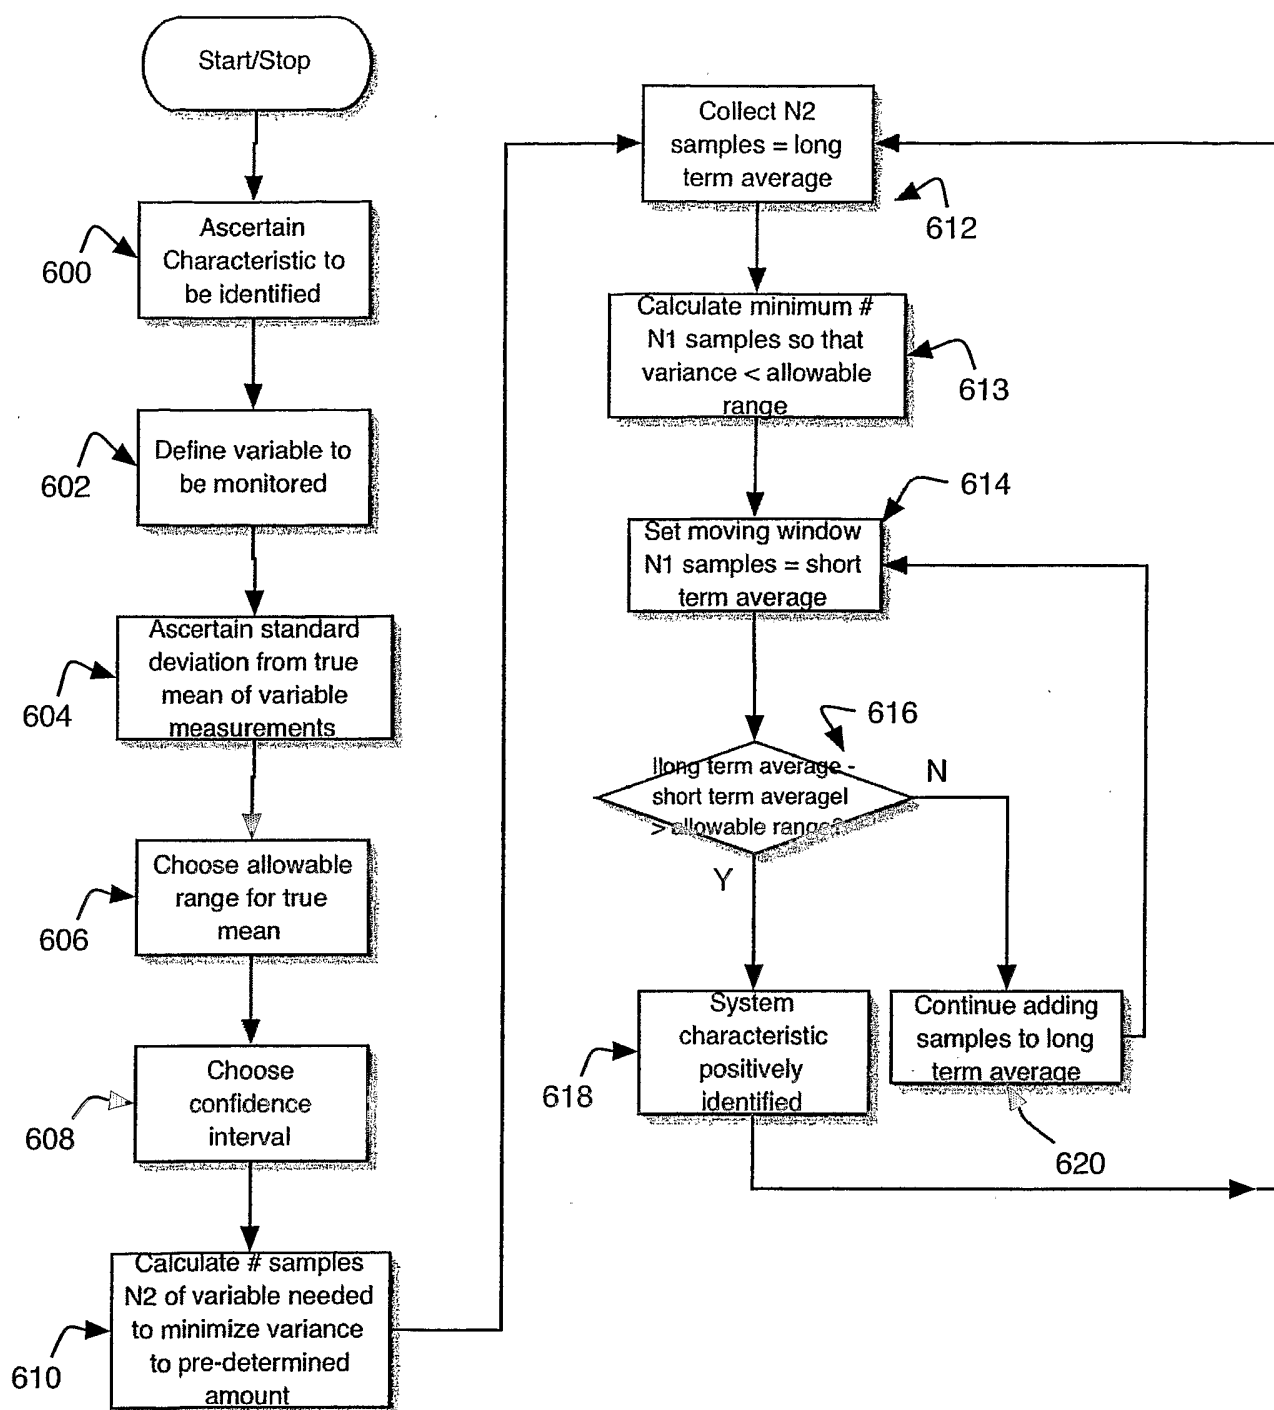 Start/Stop
Ascertain
Characteristic to
be identified
600
Define variable to
be monitored
602
Ascertain standard
deviation from true
mean of variable
measurements
604
Choose allowable
range for true
mean
606
Choose
confidence
interval
608
Calculate # samples
N2 of variable needed
to minimize variance
to pre-determined
amount
610
Collect N2
samples = long
term average
612
Calculate minimum #
N1 samples so that
variance < allowable
range
613
Set moving window
N1 samples = short
term average
614
|long term average -
short term average|
> allowable range?
616
N
Y
System
characteristic
positively
identified
618
Continue adding
samples to long
term average
620